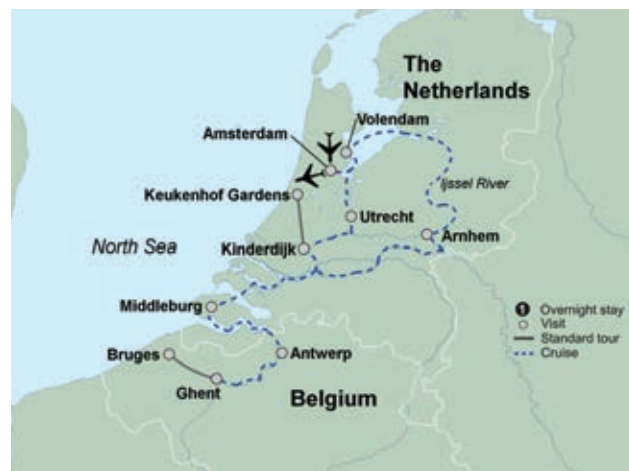 The
Netherlands
Volendam
Amsterdam
Keukenhof Gardens
Ijssel River
Utrecht
Arnhem
North Sea
Kinderdijk
Middleburg
1 Overnight stay
Visit
Standard tour
Cruise
Bruges
Antwerp
Ghent
Belgium